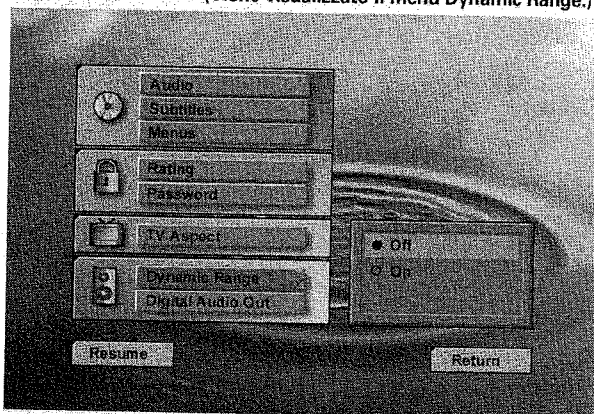 (Viene visualizzato il menu Dynamic Range.)
Audio
Subtitles
Menus
Rating
Password
TV Aspect
Dynamic Range
Digital Audio Out
Off
On
Resume
Return